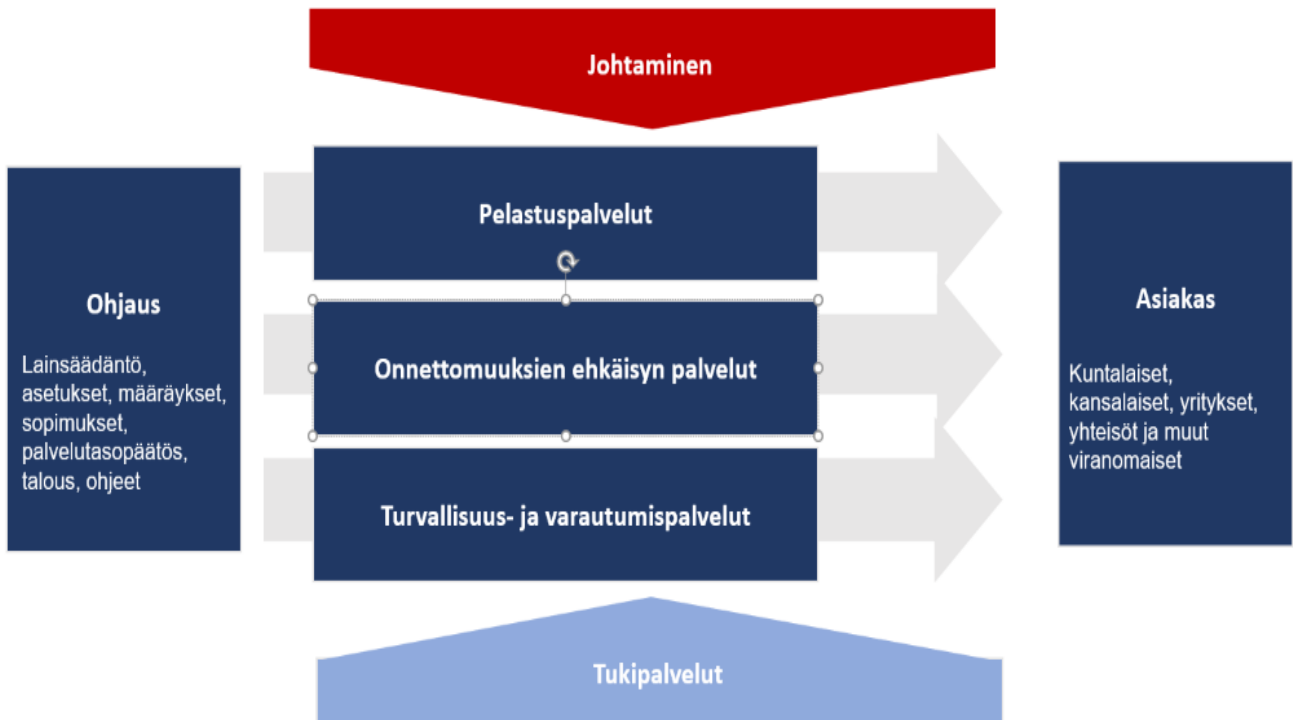 Johtaminen
Pelastuspalvelut
Ohjaus
Lainsäädäntö,
asetukset, määräykset,
sopimukset,
palvelutasopäätös,
talous, ohjeet
Onnettomuuksien ehkäisyn palvelut
Turvallisuus- ja varautumispalvelut
Asiakas
Kuntalaiset,
kansalaiset, yritykset,
yhteisöt ja muut
viranomaiset
Tukipalvelut